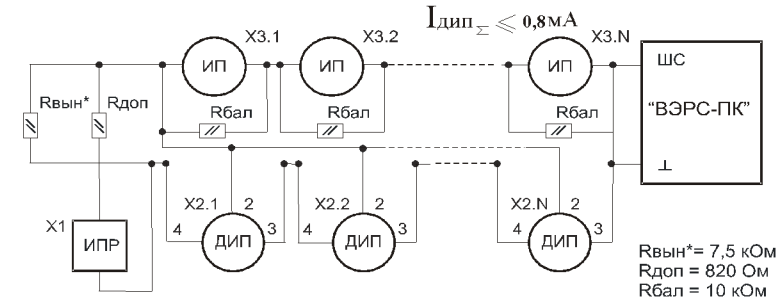 Iдип Σ ⩽ 0,8мА
X3.1 X3.2 X3.N
ИП ИП ИП
ШС
Rвын* Rдоп Rбал Rбал Rбал
"ВЭРС-ПК"
⊥
X2.1 2 X2.2 2 X2.N 2
X1 4 3 4 3 4 3
ИПР ДИП ДИП ДИП
Rвын*= 7,5 кОм
Rдоп = 820 Ом
Rбал = 10 кОм